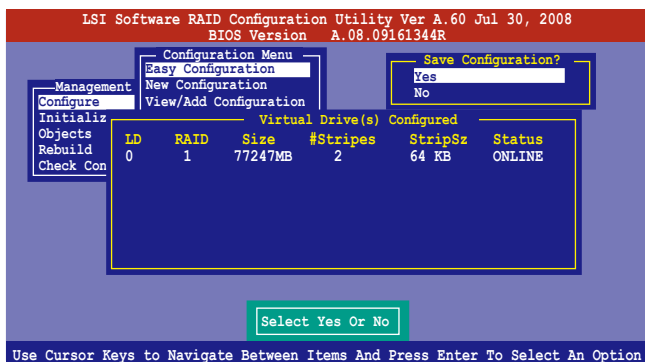 LSI Software RAID Configuration Utility Ver A.60 Jul 30, 2008
BIOS Version A.08.09161344R
Configuration Menu
Easy Configuration
New Configuration
View/Add Configuration
Save Configuration?
Yes
No
Management
Configure
Initializ
Objects
Rebuild
Check Con
Virtual Drive(s) Configured
LD RAID Size #Stripes StripSz Status
0 1 77247MB 2 64 KB ONLINE
Select Yes Or No
Use Cursor Keys to Navigate Between Items And Press Enter To Select An Option